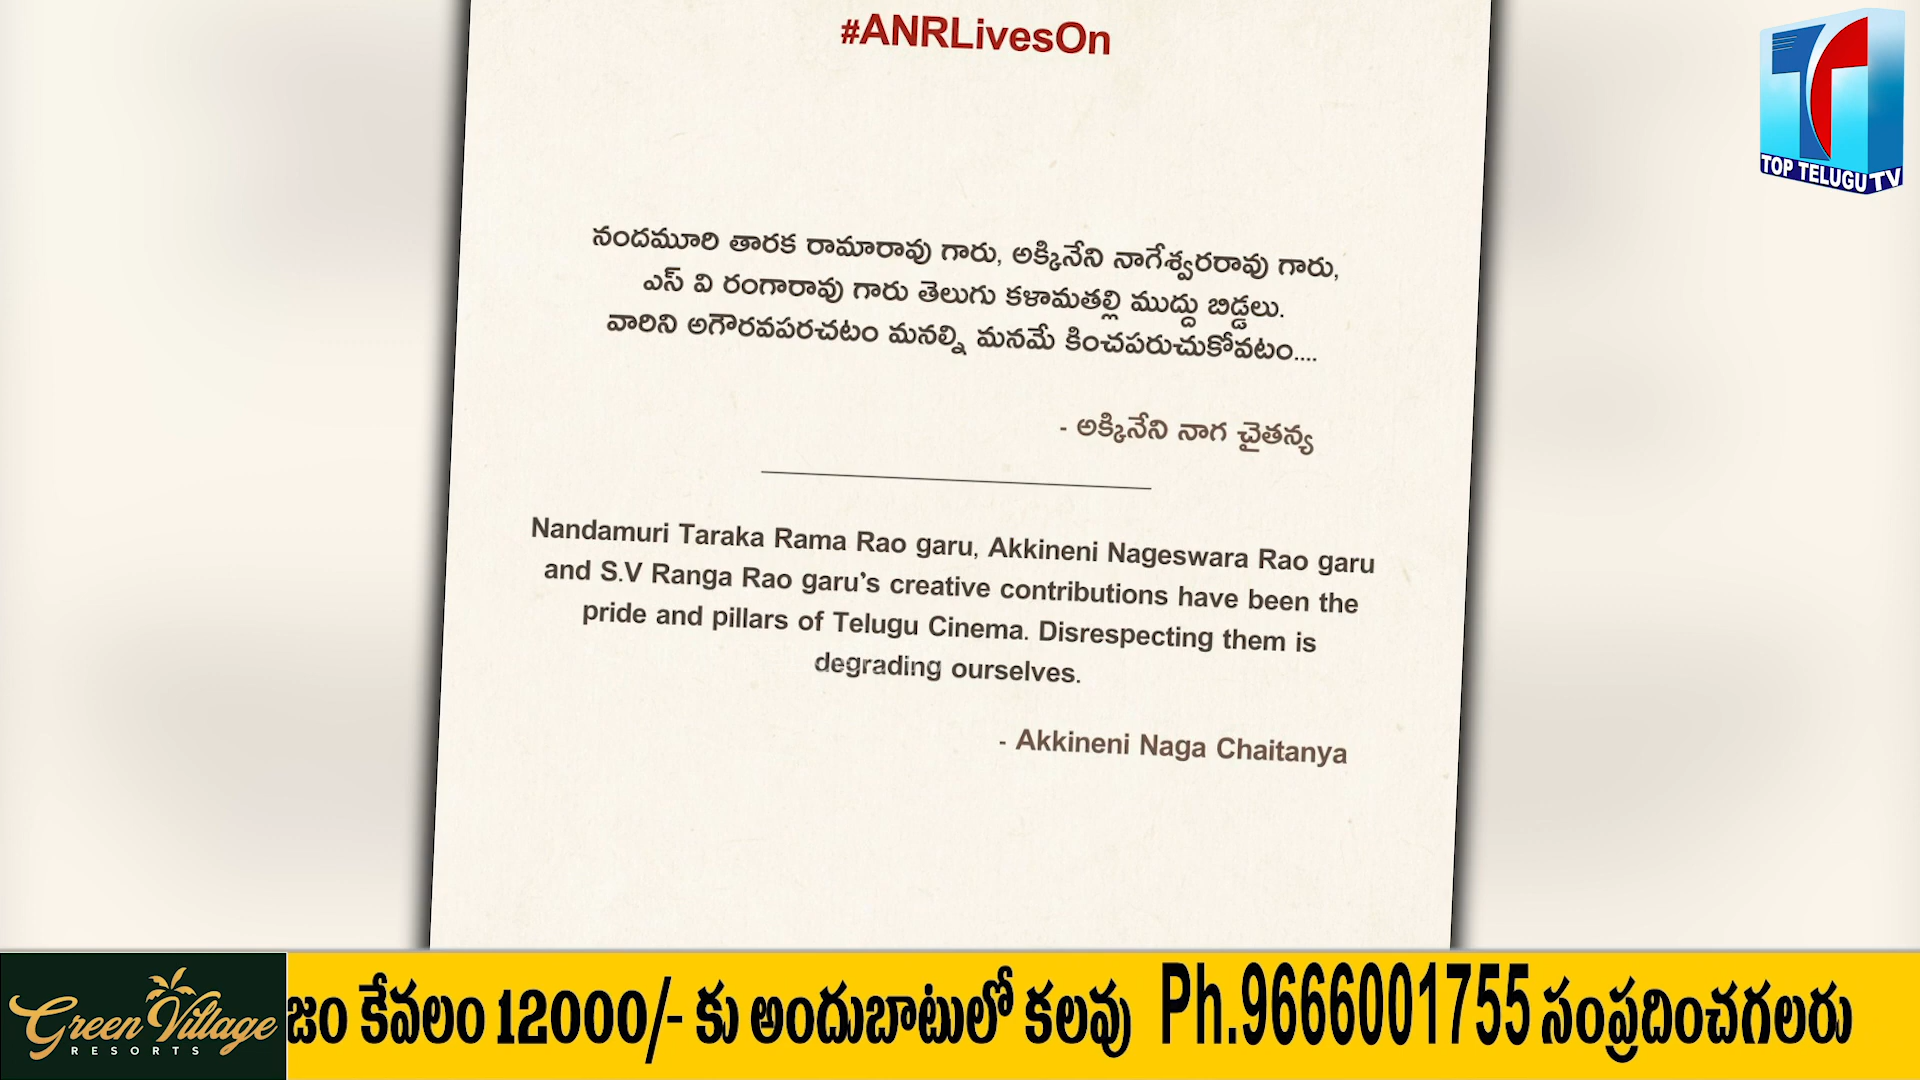 #ANRLivesOn
TOP TELUGU TV
నందమూరి తారక రామారావు గారు, అక్కినేని నాగేశ్వరరావు గారు,
ఎస్ వి రంగారావు గారు తెలుగు కళామతల్లి ముద్దు బిడ్డలు.
వారిని అగౌరవపరచటం మనల్ని మనమే కించపరుచుకోవటం....
- అక్కినేని నాగ చైతన్య
Nandamuri Taraka Rama Rao garu, Akkineni Nageswara Rao garu
and S.V Ranga Rao garu’s creative contributions have been the
pride and pillars of Telugu Cinema. Disrespecting them is
degrading ourselves.
- Akkineni Naga Chaitanya
Green Village
RESORTS
జం కేవలం 12000/- కు అందుబాటులో కలవు Ph.9666001755 సంప్రదించగలరు